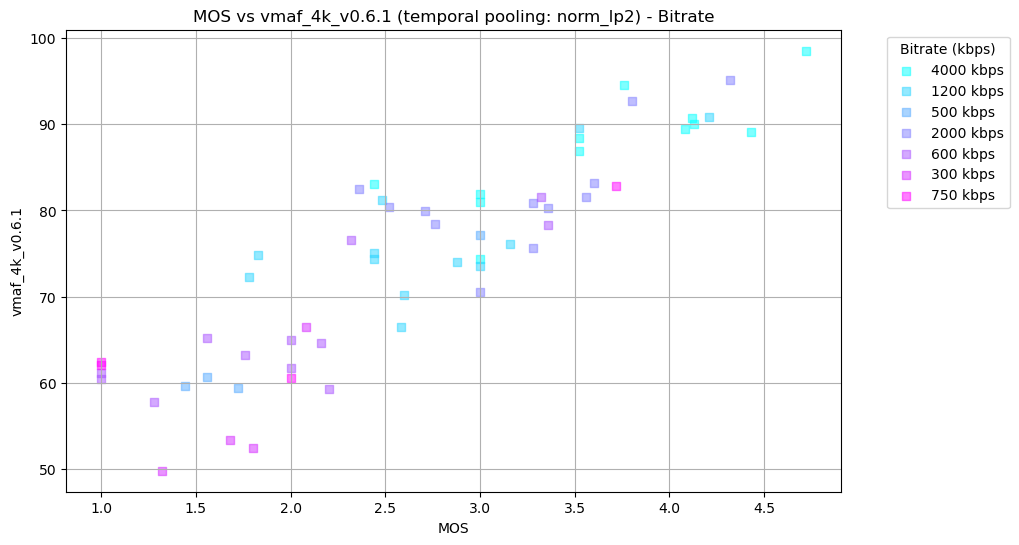 MOS vs vmaf_4k_v0.6.1 (temporal pooling: norm_lp2) - Bitrate
vmaf_4k_v0.6.1
100
90
80
70
60
50
1.0 1.5 2.0 2.5 3.0 3.5 4.0 4.5
MOS
Bitrate (kbps)
4000 kbps
1200 kbps
500 kbps
2000 kbps
600 kbps
300 kbps
750 kbps